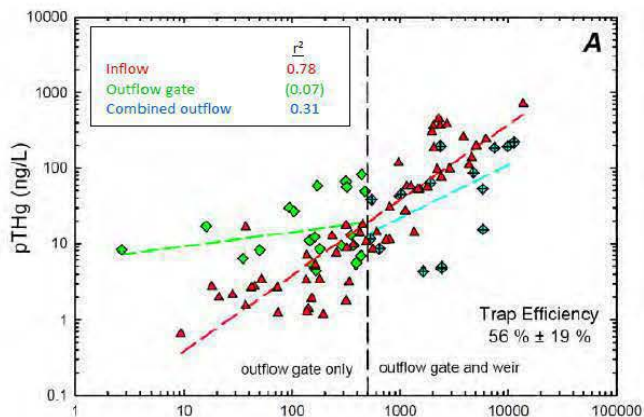 10000
A
r²
Inflow 0.78
Outflow gate (0.07)
Combined outflow 0.31
1000
pTHg (ng/L)
100
10
1
Trap Efficiency
56 % ± 19 %
outflow gate only outflow gate and weir
0.1
1 10 100 1000 10000 100000